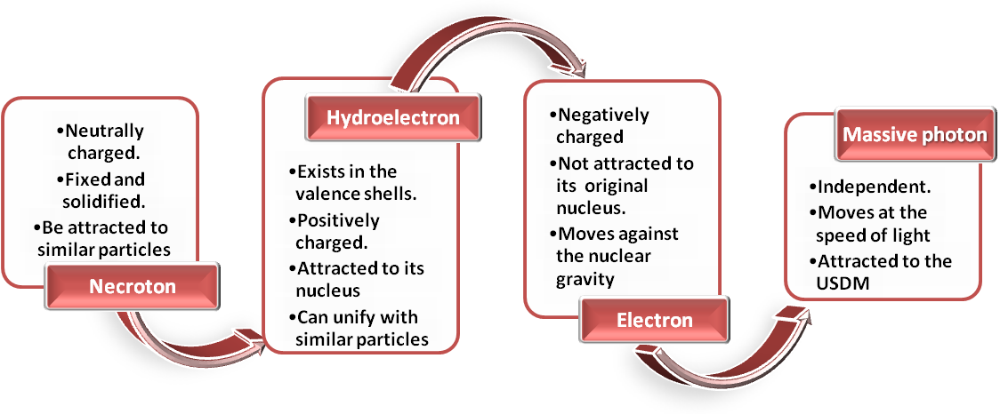 •Neutrally
charged.
•Fixed and
solidified.
•Be attracted to
similar particles
Necroton
Hydroelectron
•Exists in the
valence shells.
•Positively
charged.
•Attracted to its
nucleus
•Can unify with
similar particles
•Negatively
charged
•Not attracted to
its original
nucleus.
•Moves against
the nuclear
gravity
Electron
Massive photon
•Independent.
•Moves at the
speed of light
•Attracted to the
USDM